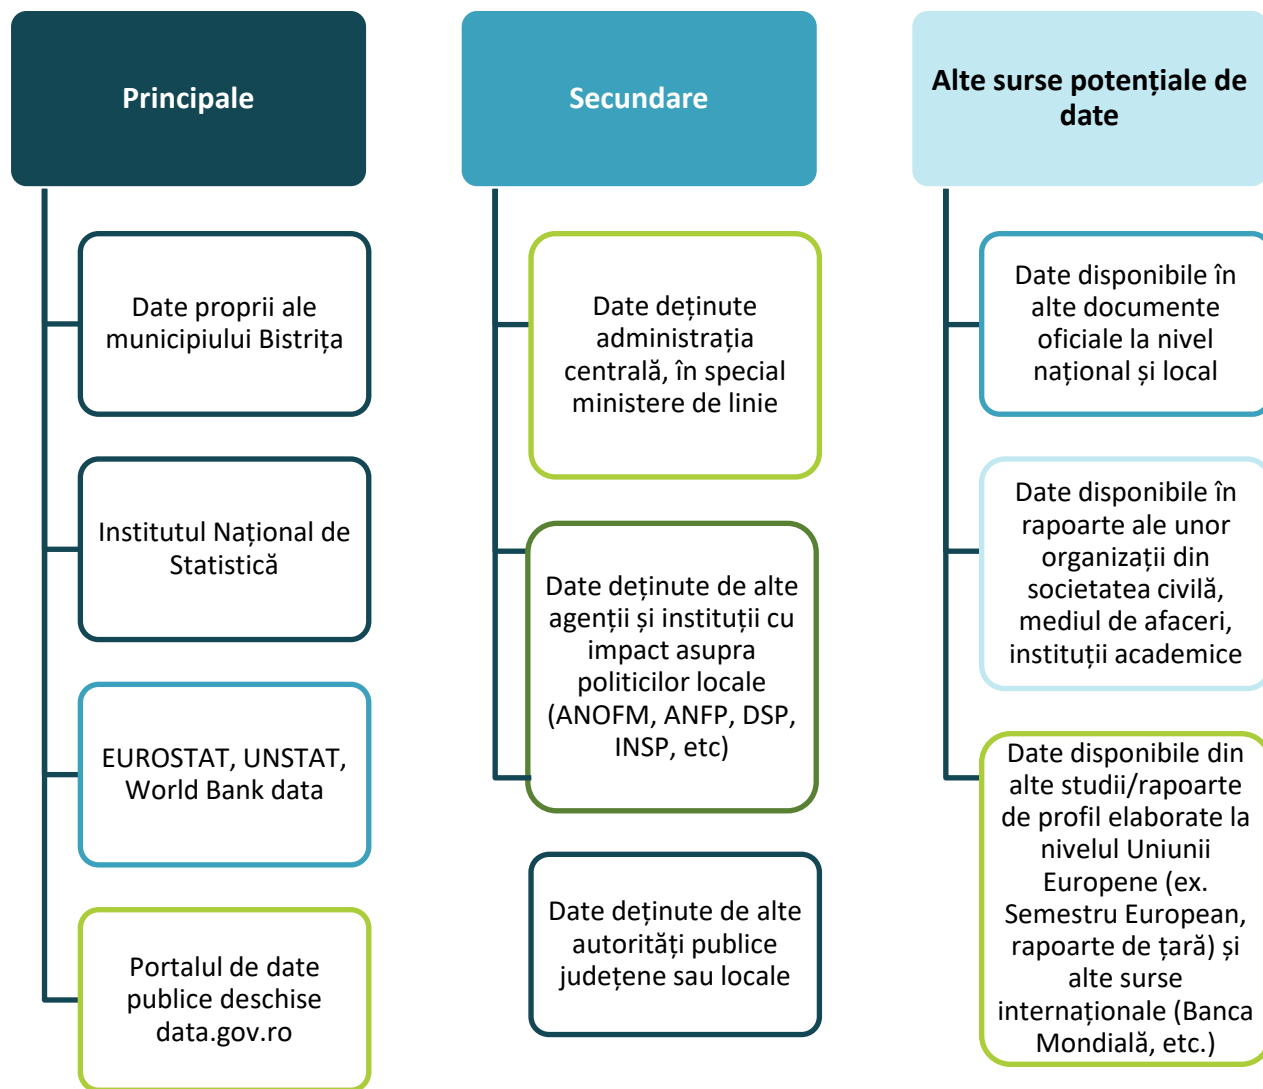 Principale
Date proprii ale
municipiului Bistrița
Institutul Național de
Statistică
EUROSTAT, UNSTAT,
World Bank data
Portalul de date
publice deschise
data.gov.ro
Secundare
Date deținute
administrația
centrală, în special
ministere de linie
Date deținute de alte
agenții și instituții cu
impact asupra
politicilor locale
(ANOFM, ANFP, DSP,
INSP, etc)
Date deținute de alte
autorități publice
județene sau locale
Alte surse potențiale de
date
Date disponibile în
alte documente
oficiale la nivel
național și local
Date disponibile în
rapoarte ale unor
organizații din
societatea civilă,
mediul de afaceri,
instituții academice
Date disponibile din
alte studii/rapoarte
de profil elaborate la
nivelul Uniunii
Europene (ex.
Semestru European,
rapoarte de țară) și
alte surse
internaționale (Banca
Mondială, etc.)